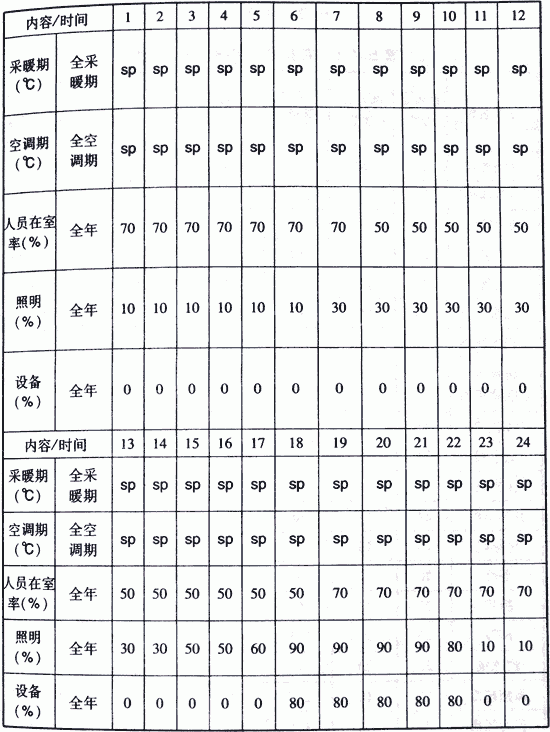 内容/时间 1 2 3 4 5 6 7 8 9 10 11 12
采暖期(℃) 全采暖期 sp sp sp sp sp sp sp sp sp sp sp sp
空调期(℃) 全空调期 sp sp sp sp sp sp sp sp sp sp sp sp
人员在室率(%) 全年 70 70 70 70 70 70 70 50 50 50 50 50
照明(%) 全年 10 10 10 10 10 10 30 30 30 30 30 30
设备(%) 全年 0 0 0 0 0 0 0 0 0 0 0 0
内容/时间 13 14 15 16 17 18 19 20 21 22 23 24
采暖期(℃) 全采暖期 sp sp sp sp sp sp sp sp sp sp sp sp
空调期(℃) 全空调期 sp sp sp sp sp sp sp sp sp sp sp sp
人员在室率(%) 全年 50 50 50 50 50 50 70 70 70 70 70 70
照明(%) 全年 30 30 50 50 60 90 90 90 90 80 10 10
设备(%) 全年 0 0 0 0 0 80 80 80 80 80 0 0